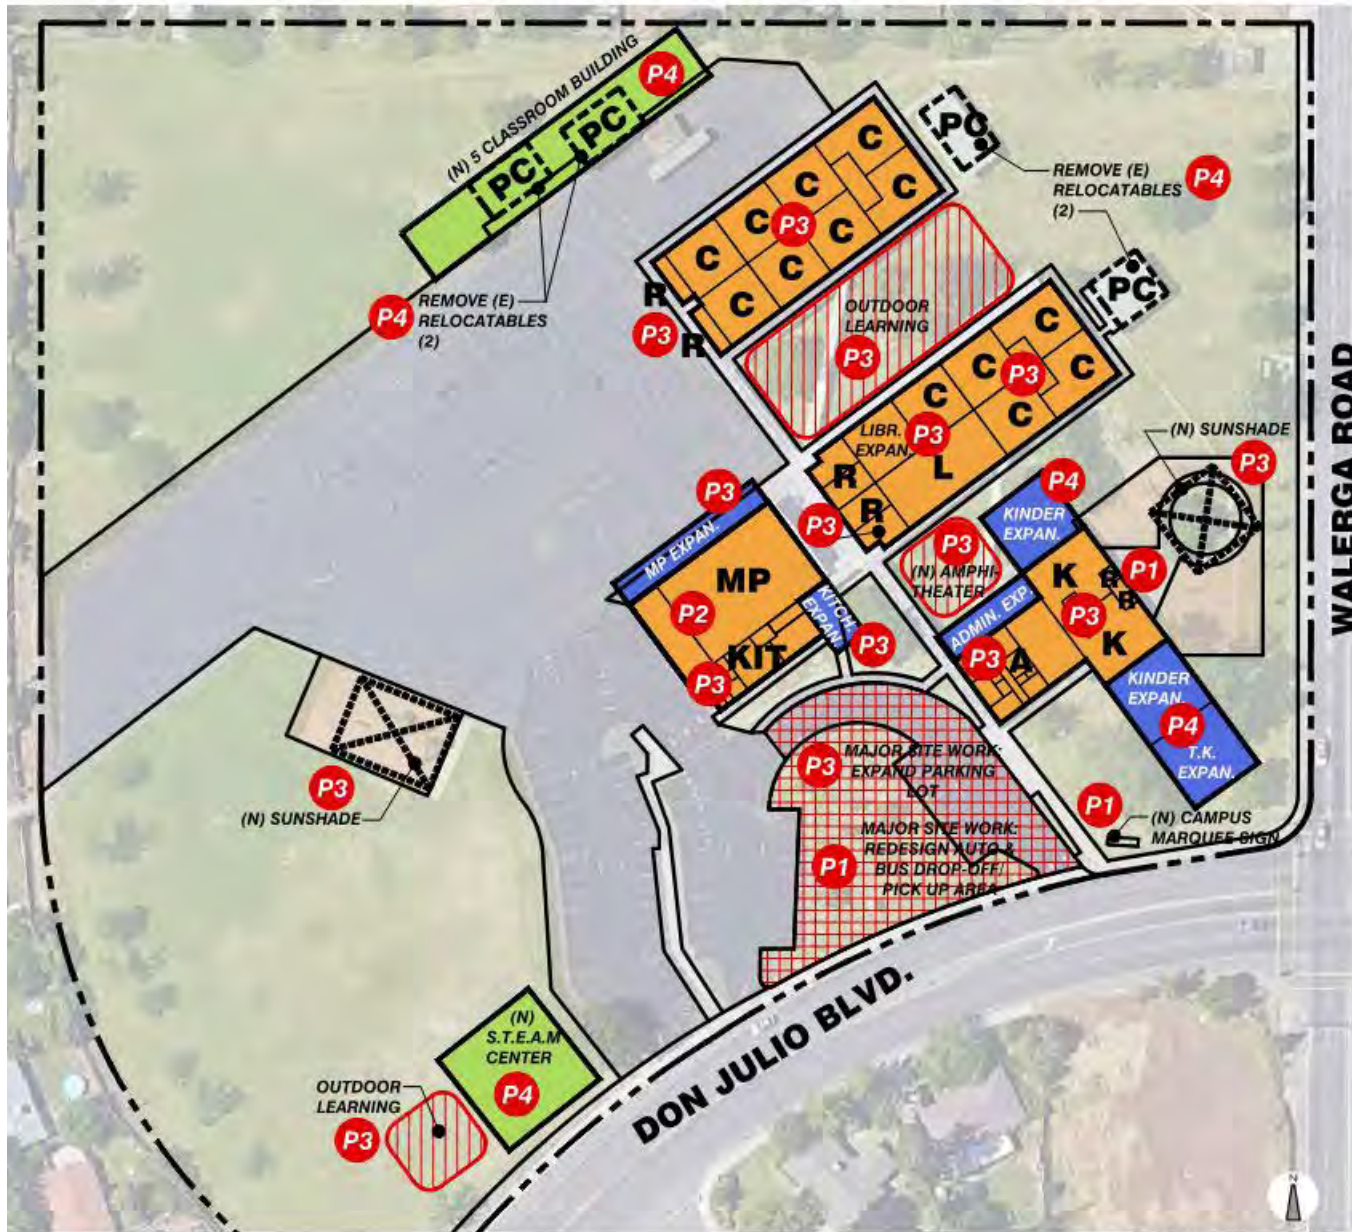 (N) 5 CLASSROOM BUILDING
P4
PC
PC
REMOVE (E)
RELOCATABLES
(2)
P4
C
C
C
C
C
P3
C
C
C
C
R
P3
R
PC
REMOVE (E)
RELOCATABLES
(2)
P4
PC
OUTDOOR
LEARNING
P3
C
C
P3
C
C
C
LIBR.
EXPAN.
P3
L
R
R
P3
(N) SUNSHADE
P3
WALERGA ROAD
P3
MP EXPAN.
MP
P2
KIT
P3
KITCH.
EXPAN
P3
P4
KINDER
EXPAN.
P3
(N) AMPHI-
THEATER
K
R
R
P1
P3
K
ADMIN. EXP.
P3
A
KINDER
EXPAN.
P4
T.K.
EXPAN.
P3
MAJOR SITE WORK:
EXPAND PARKING
LOT
P1
MAJOR SITE WORK:
REDESIGN AUTO &
BUS DROP-OFF/
PICK UP AREA
P1
(N) CAMPUS
MARQUEE SIGN
P3
(N) SUNSHADE
(N)
S.T.E.A.M
CENTER
P4
OUTDOOR
LEARNING
P3
DON JULIO BLVD.
N